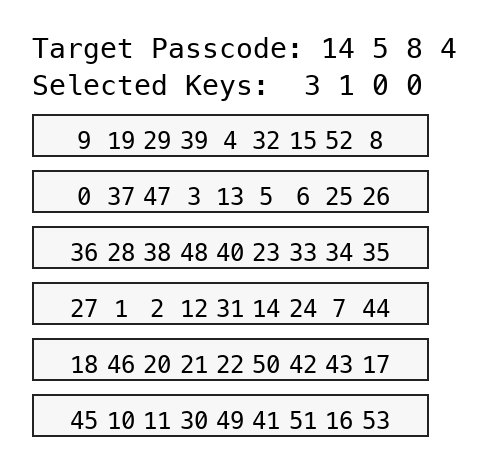 Target Passcode: 14 5 8 4
Selected Keys: 3 1 0 0
9 19 29 39 4 32 15 52 8
0 37 47 3 13 5 6 25 26
36 28 38 48 40 23 33 34 35
27 1 2 12 31 14 24 7 44
18 46 20 21 22 50 42 43 17
45 10 11 30 49 41 51 16 53